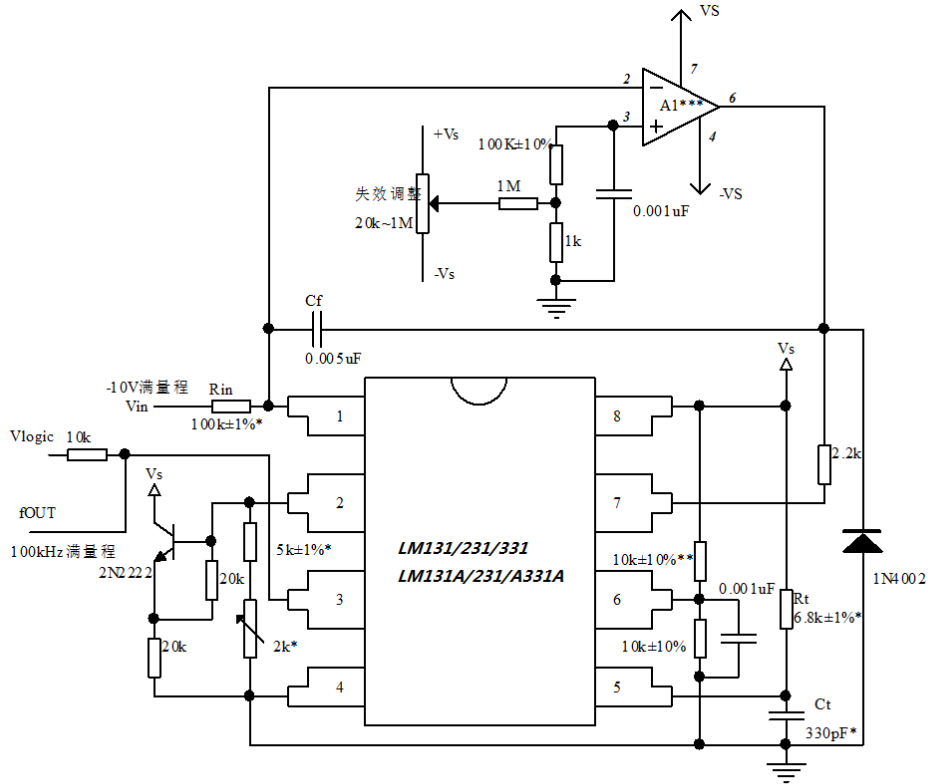 VS
2
7
A1***
6
3
4
-VS
+Vs
100K±10%
失效调整
1M
20k~1M
0.001uF
1k
-Vs
Cf
0.005uF
Vs
-10V满量程
Rin
Vin
100k±1%*
1
8
Vlogic
10k
2.2k
Vs
2
7
fOUT
100kHz满量程
5k±1%*
LM131/231/331
10k±10%**
2N2222
20k
LM131A/231/A331A
0.001uF
1N4002
3
6
Rt
6.8k±1%*
20k
2k*
10k±10%
4
5
Ct
330pF*